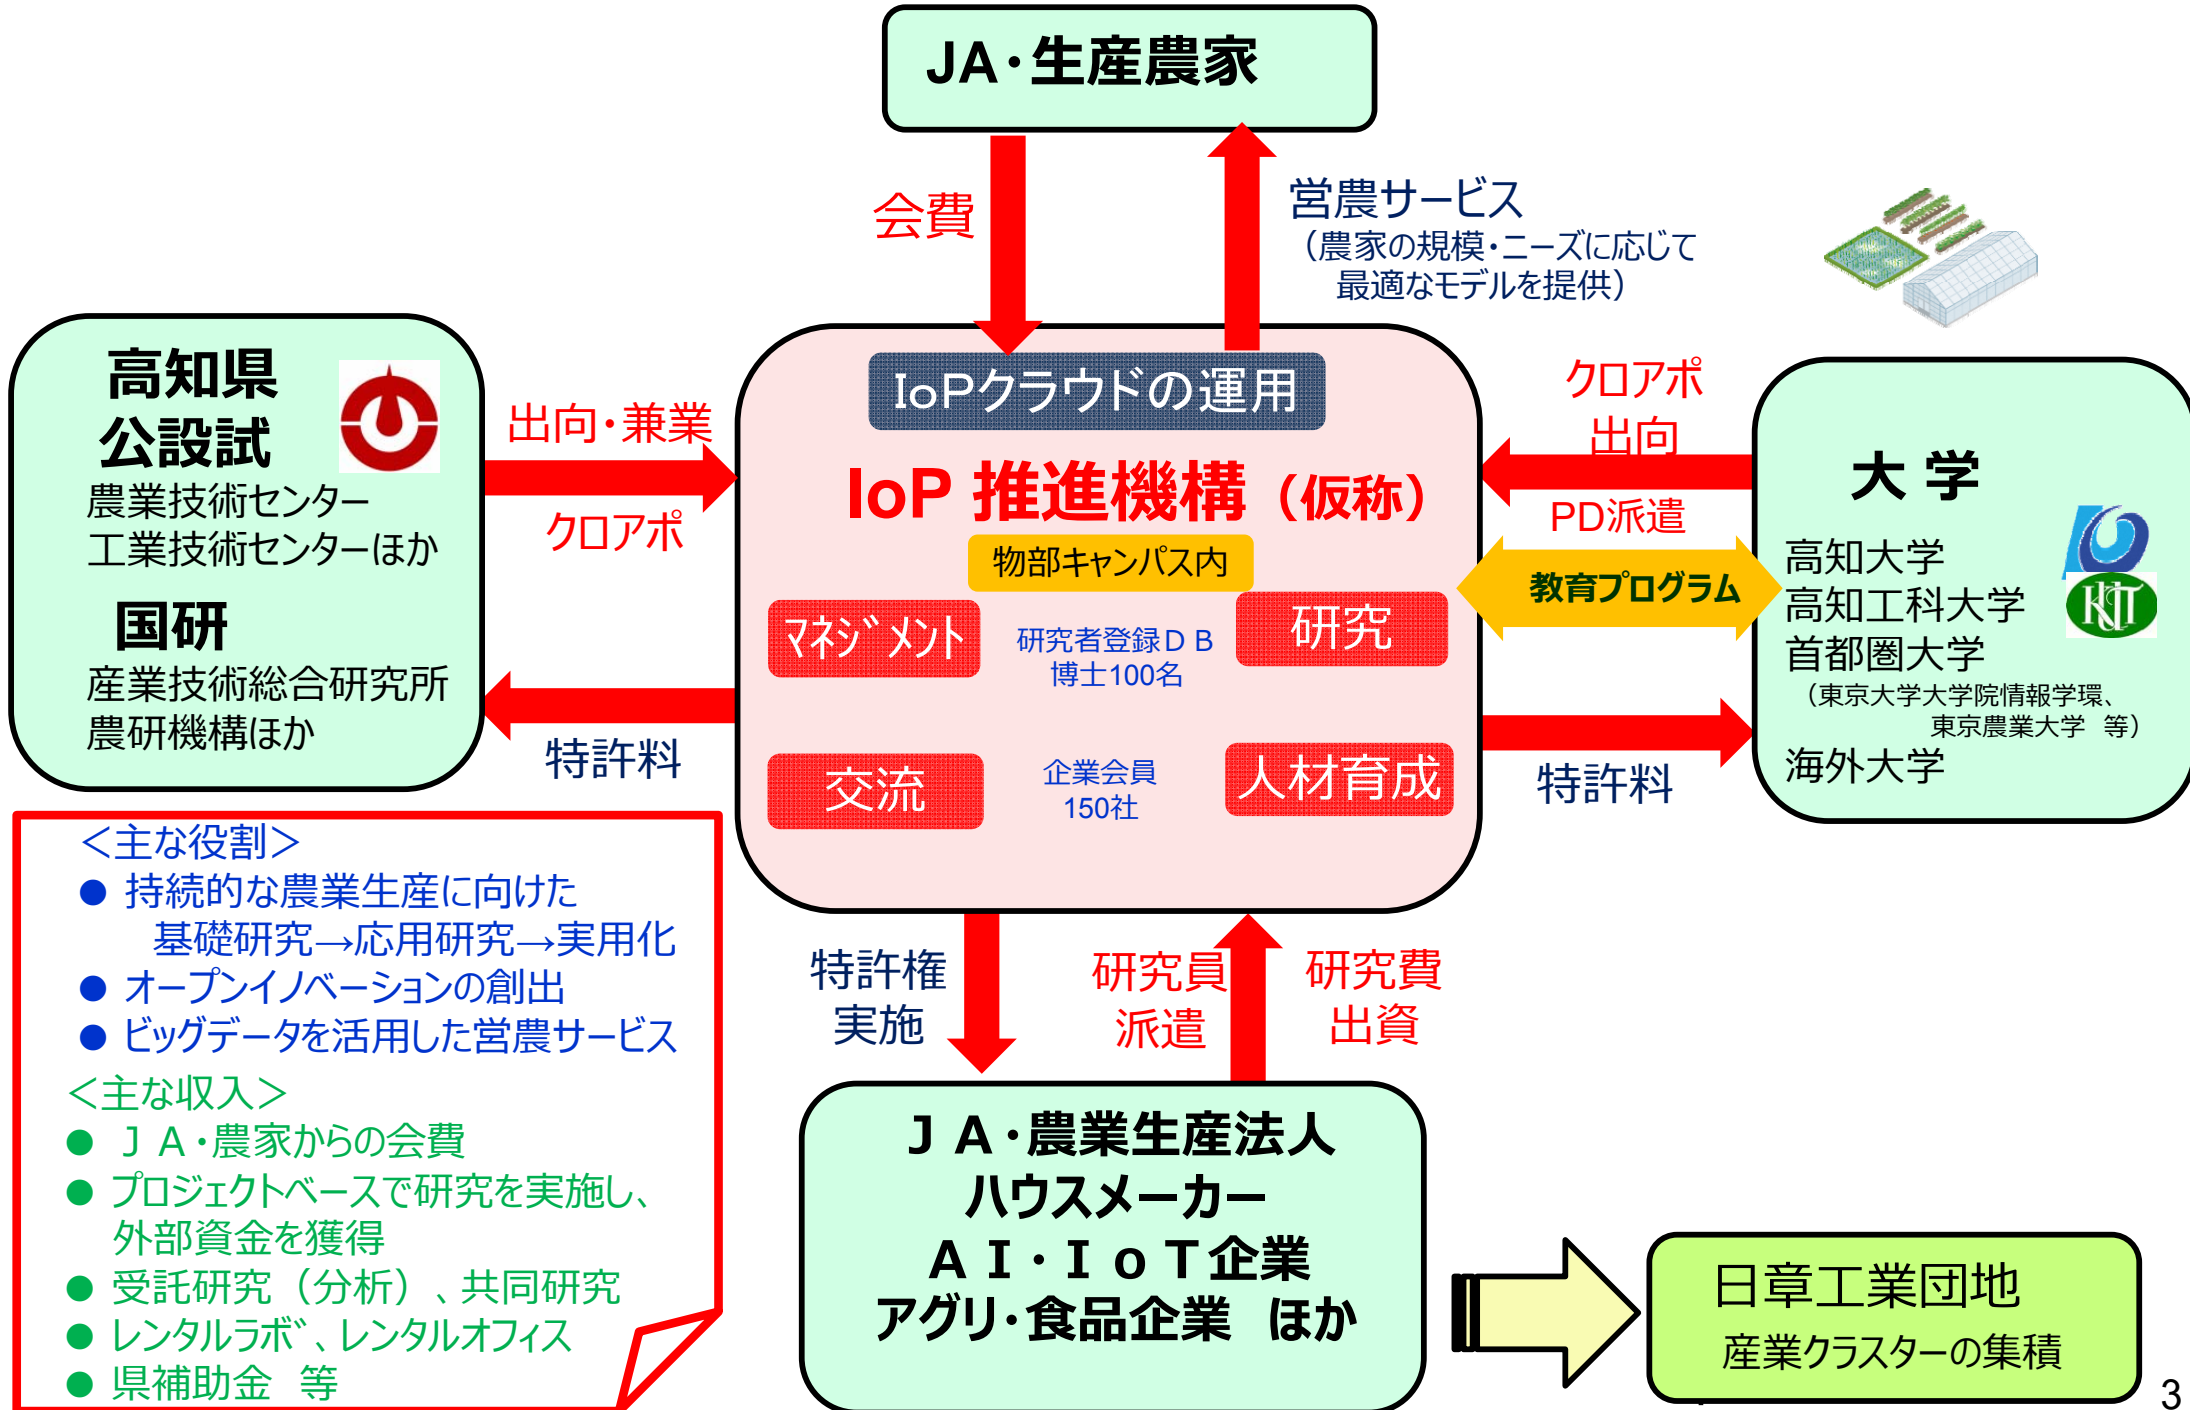 JA・生産農家
会費
営農サービス
（農家の規模・ニーズに応じて
最適なモデルを提供）
高知県
公設試
農業技術センター
工業技術センターほか
国研
産業技術総合研究所
農研機構ほか
出向・兼業
クロアポ
特許料
IoPクラウドの運用
IoP 推進機構（仮称）
物部キャンパス内
マネジメント
研究者登録ＤＢ
博士100名
研究
交流
企業会員
150社
人材育成
クロアポ
出向
PD派遣
教育プログラム
特許料
大 学
高知大学
高知工科大学
首都圏大学
（東京大学大学院情報学環、
東京農業大学　等）
海外大学
KUT
＜主な役割＞
● 持続的な農業生産に向けた
基礎研究→応用研究→実用化
● オープンイノベーションの創出
● ビッグデータを活用した営農サービス
＜主な収入＞
● ＪＡ・農家からの会費
● プロジェクトベースで研究を実施し、
外部資金を獲得
● 受託研究（分析）、共同研究
● レンタルラボ、レンタルオフィス
● 県補助金　等
特許権
実施
研究員
派遣
研究費
出資
ＪＡ・農業生産法人
ハウスメーカー
ＡＩ・ＩｏＴ企業
アグリ・食品企業　ほか
日章工業団地
産業クラスターの集積
3